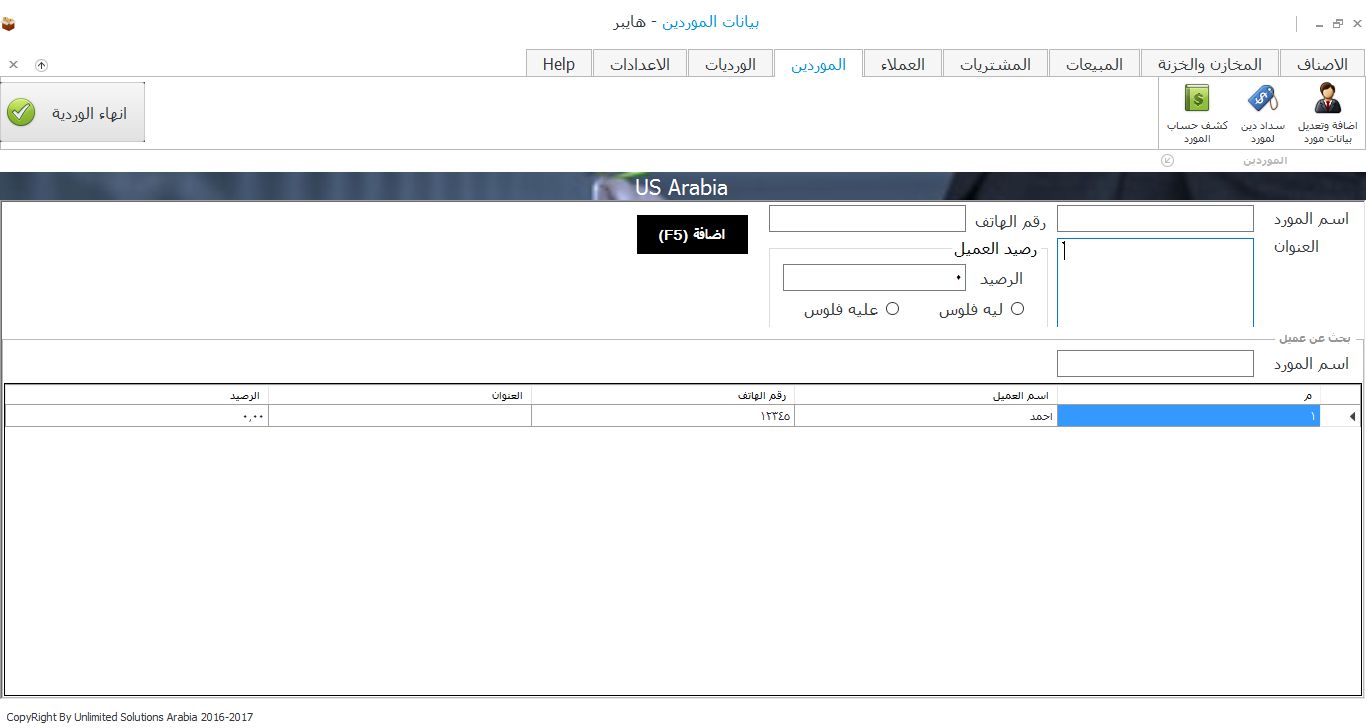 بيانات الموردين - هايبر
الاصناف
المخازن والخزنة
المبيعات
المشتريات
العملاء
الموردين
الورديات
الاعدادات
Help
اضافة وتعديل
بيانات مورد
سداد دين
لمورد
كشف حساب
المورد
الموردين
انهاء الوردية
US Arabia
اسم المورد
رقم الهاتف
اضافة (F5)
العنوان
رصيد العميل
الرصيد
٠
ليه فلوس
عليه فلوس
بحث عن عميل
اسم المورد
م اسم العميل رقم الهاتف العنوان الرصيد
١ احمد ١٢٣٤٥ ٠,٠٠
CopyRight By Unlimited Solutions Arabia 2016-2017